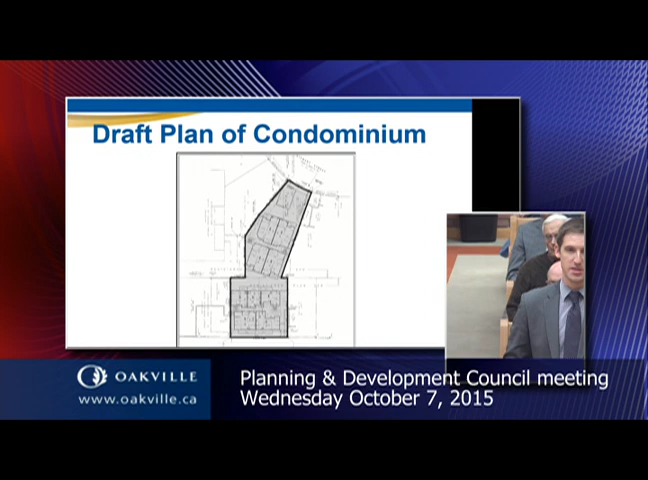 Draft Plan of Condominium
OAKVILLE
www.oakville.ca
Planning & Development Council meeting
Wednesday October 7, 2015